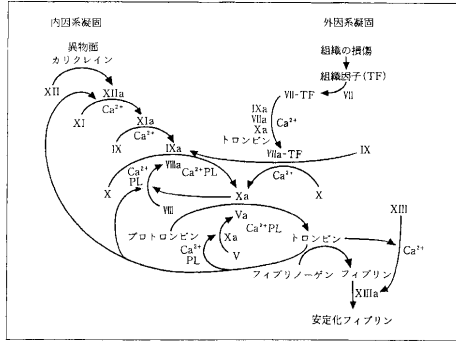 内因系凝固
外因系凝固
異物面
カリクレイン
組織の損傷
組織因子(TF)
XII
XIIa
Ca²⁺
VII-TF
VII
XI
XIa
Ca²⁺
IXa
VIIa
Xa
トロンビン
Ca²⁺
IX
IXa
VIIa-TF
IX
Ca²⁺
PL
VIIIa
Ca²⁺PL
Ca²⁺
X
Xa
X
VIII
XIII
Va
プロトロンビン
Ca²⁺PL
トロンビン
Xa
Ca²⁺
PL
V
Ca²⁺
フィブリノーゲン
フィブリン
XIIIa
安定化フィブリン